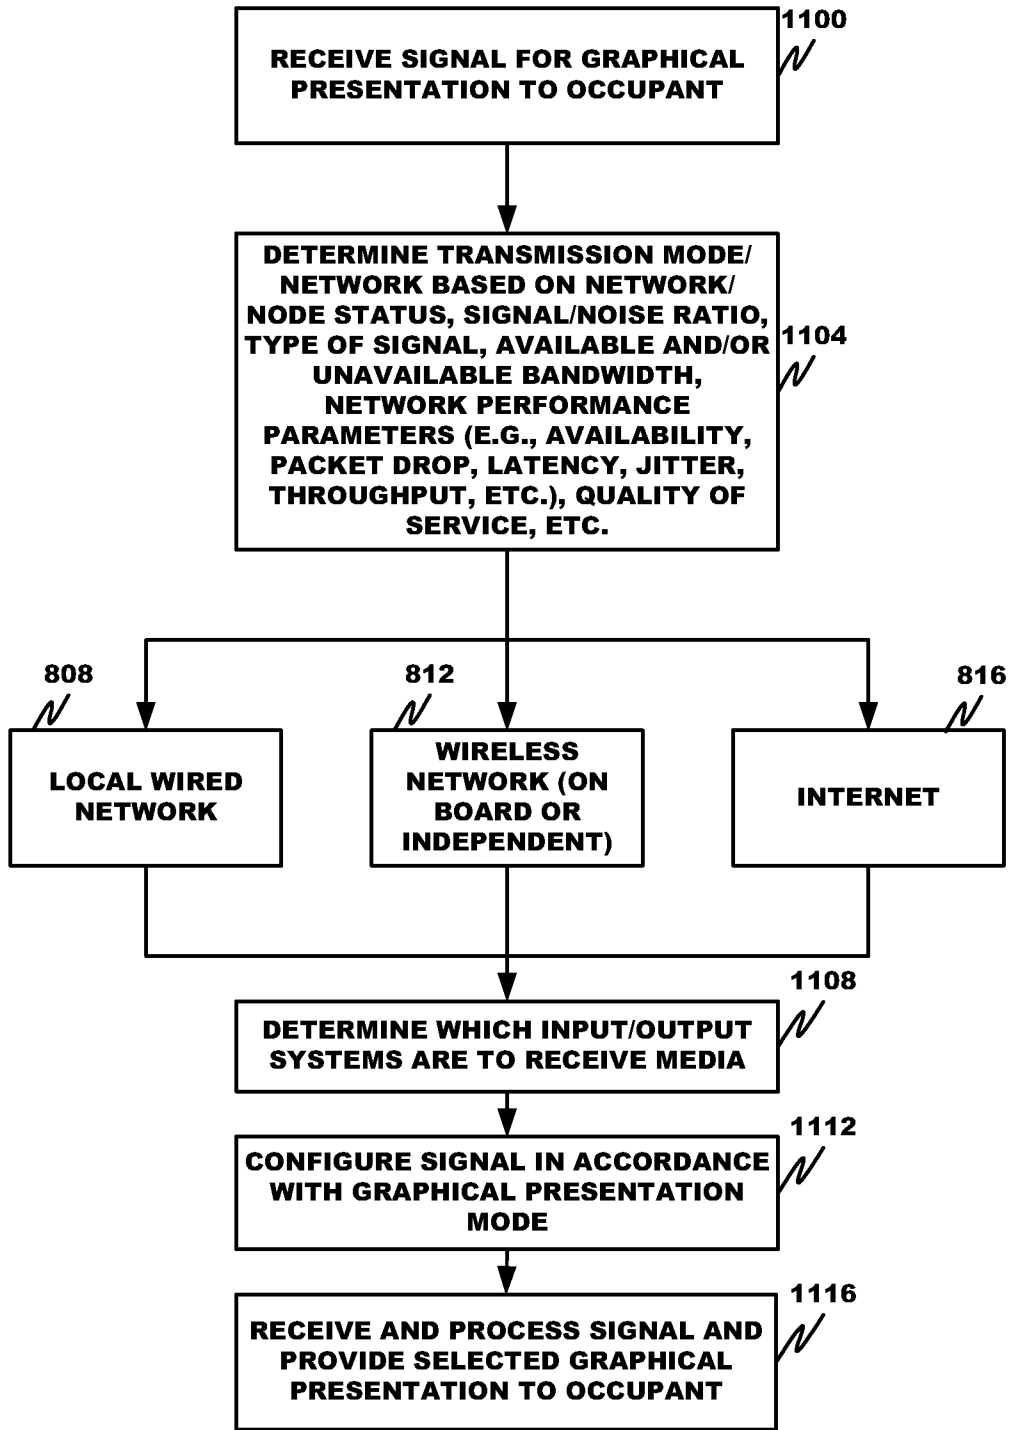 1100
RECEIVE SIGNAL FOR GRAPHICAL
PRESENTATION TO OCCUPANT
DETERMINE TRANSMISSION MODE/
NETWORK BASED ON NETWORK/
NODE STATUS, SIGNAL/NOISE RATIO,
TYPE OF SIGNAL, AVAILABLE AND/OR
UNAVAILABLE BANDWIDTH,
NETWORK PERFORMANCE
PARAMETERS (E.G., AVAILABILITY,
PACKET DROP, LATENCY, JITTER,
THROUGHPUT, ETC.), QUALITY OF
SERVICE, ETC.
1104
808
LOCAL WIRED
NETWORK
812
WIRELESS
NETWORK (ON
BOARD OR
INDEPENDENT)
816
INTERNET
1108
DETERMINE WHICH INPUT/OUTPUT
SYSTEMS ARE TO RECEIVE MEDIA
1112
CONFIGURE SIGNAL IN ACCORDANCE
WITH GRAPHICAL PRESENTATION
MODE
1116
RECEIVE AND PROCESS SIGNAL AND
PROVIDE SELECTED GRAPHICAL
PRESENTATION TO OCCUPANT